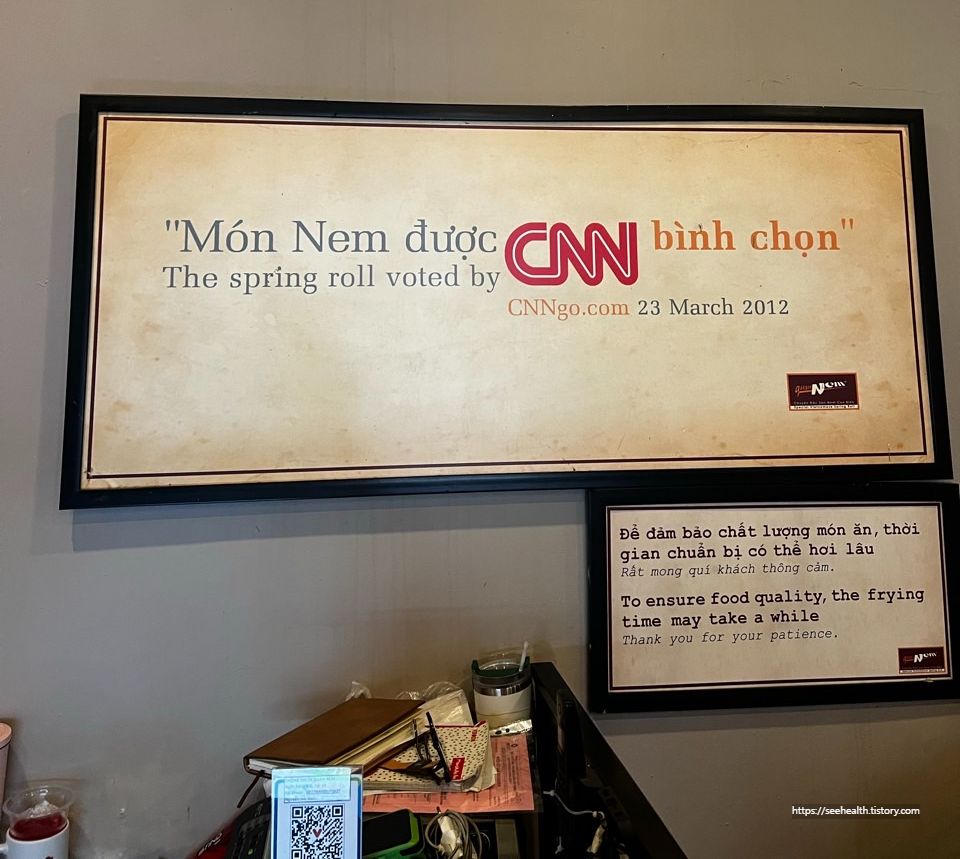 "Món Nem được CNN bình chọn"
The spring roll voted by
CNNgo.com 23 March 2012
quán Nem
Để đảm bảo chất lượng món ăn, thời
gian chuẩn bị có thể hơi lâu
Rất mong quí khách thông cảm.
To ensure food quality, the frying
time may take a while
Thank you for your patience.
quán Nem
https://seehealth.tistory.com